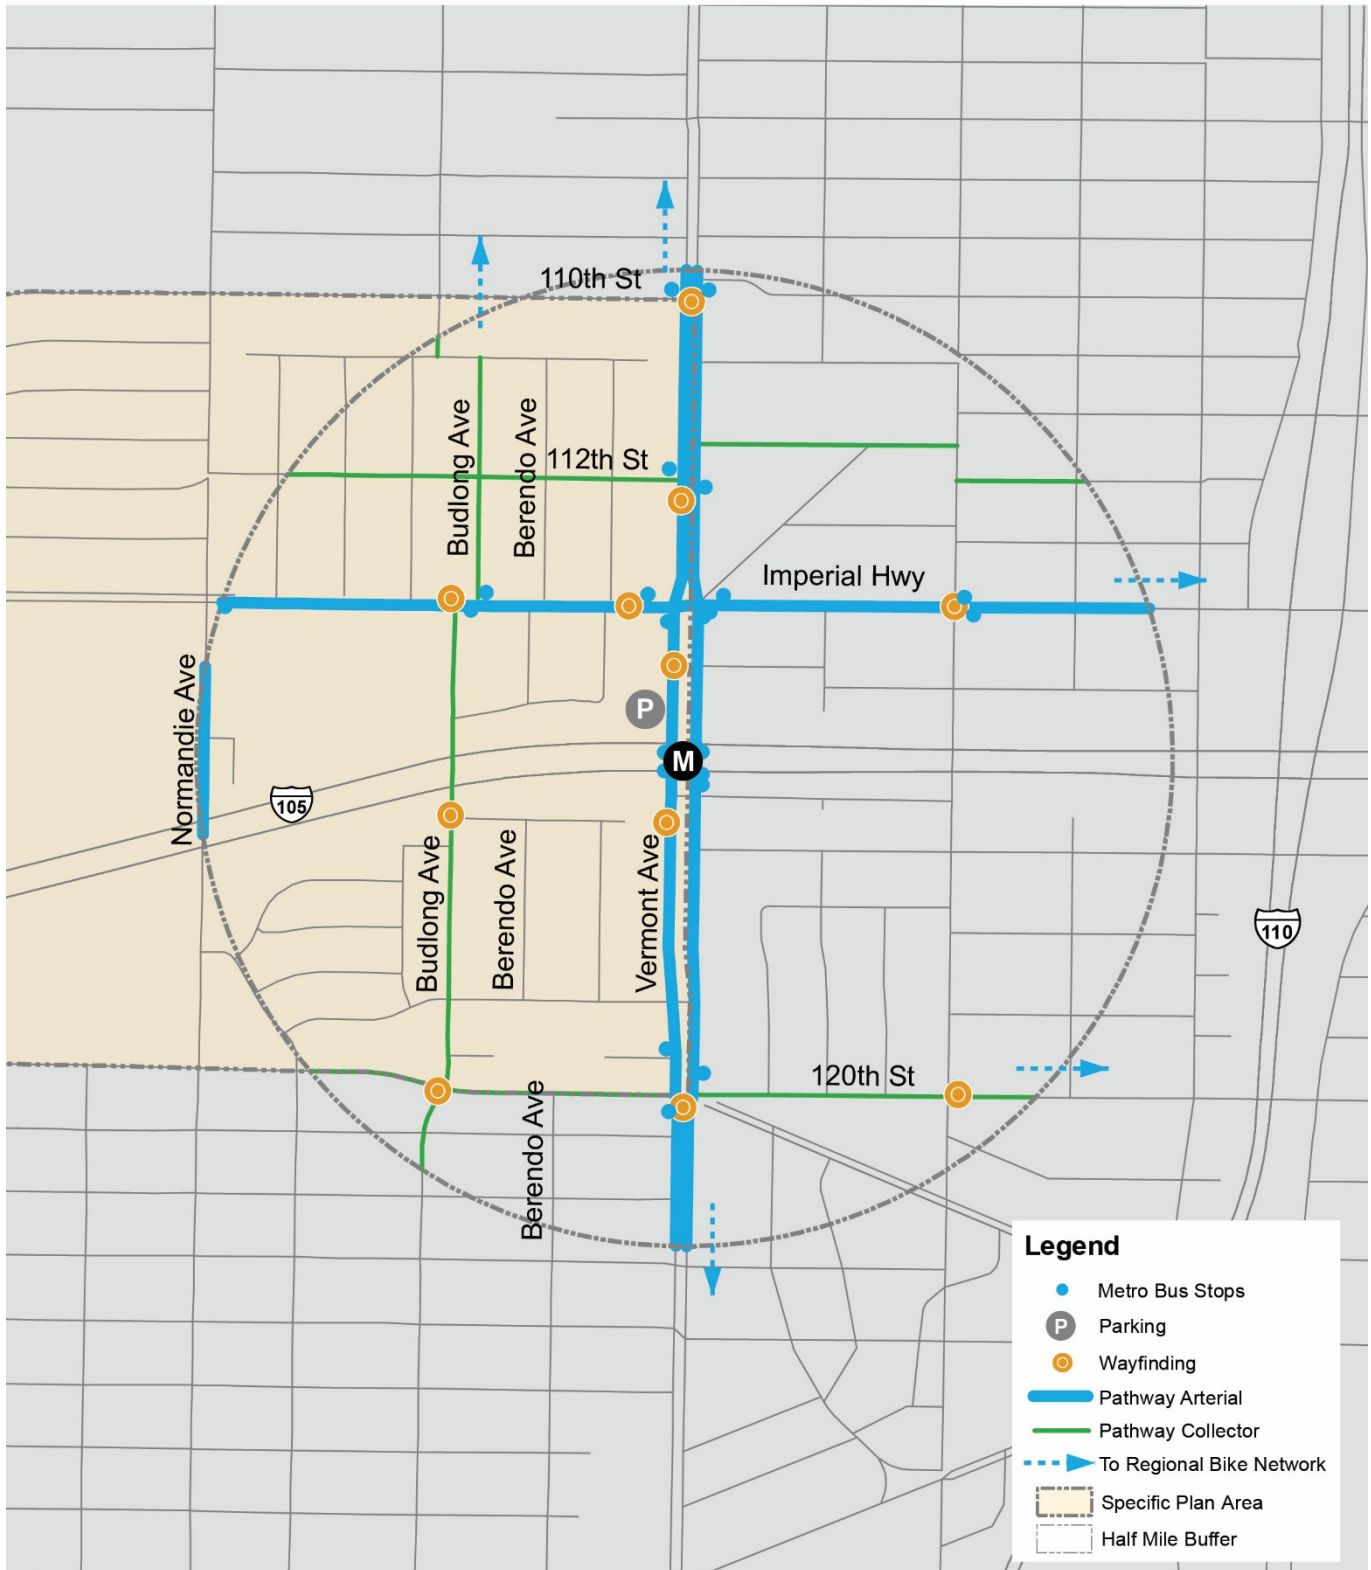 110th St
Budlong Ave
Berendo Ave
112th St
Imperial Hwy
Normandie Ave
P
M
105
Budlong Ave
Berendo Ave
Vermont Ave
110
120th St
Berendo Ave
Legend
Metro Bus Stops
P Parking
Wayfinding
Pathway Arterial
Pathway Collector
To Regional Bike Network
Specific Plan Area
Half Mile Buffer